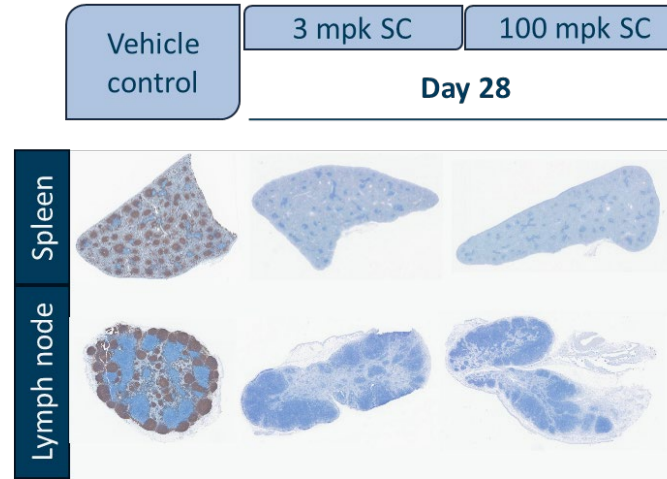 Vehicle
control
3 mpk SC
100 mpk SC
Day 28
Spleen
Lymph node